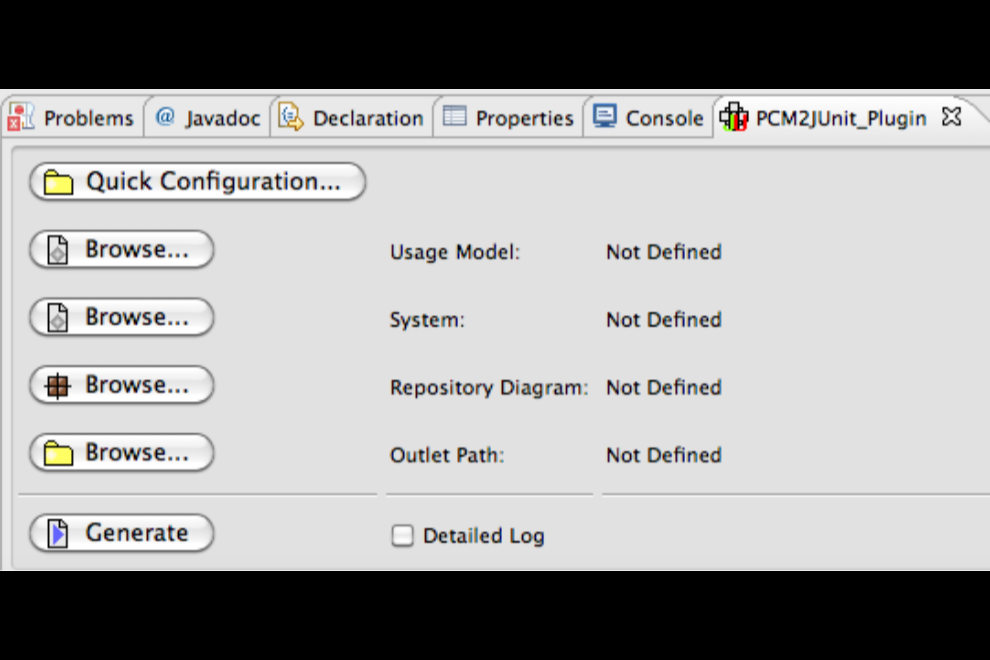 Problems Javadoc Declaration Properties Console PCM2JUnit_Plugin
Quick Configuration...
Browse... Usage Model: Not Defined
Browse... System: Not Defined
Browse... Repository Diagram: Not Defined
Browse... Outlet Path: Not Defined
Generate Detailed Log